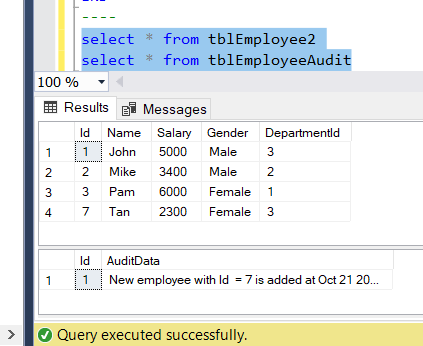 ----
select * from tblEmployee2
select * from tblEmployeeAudit
100 %
Results Messages
Id Name Salary Gender DepartmentId
1 1 John 5000 Male 3
2 2 Mike 3400 Male 2
3 3 Pam 6000 Female 1
4 7 Tan 2300 Female 3
Id AuditData
1 1 New employee with Id = 7 is added at Oct 21 20...
Query executed successfully.